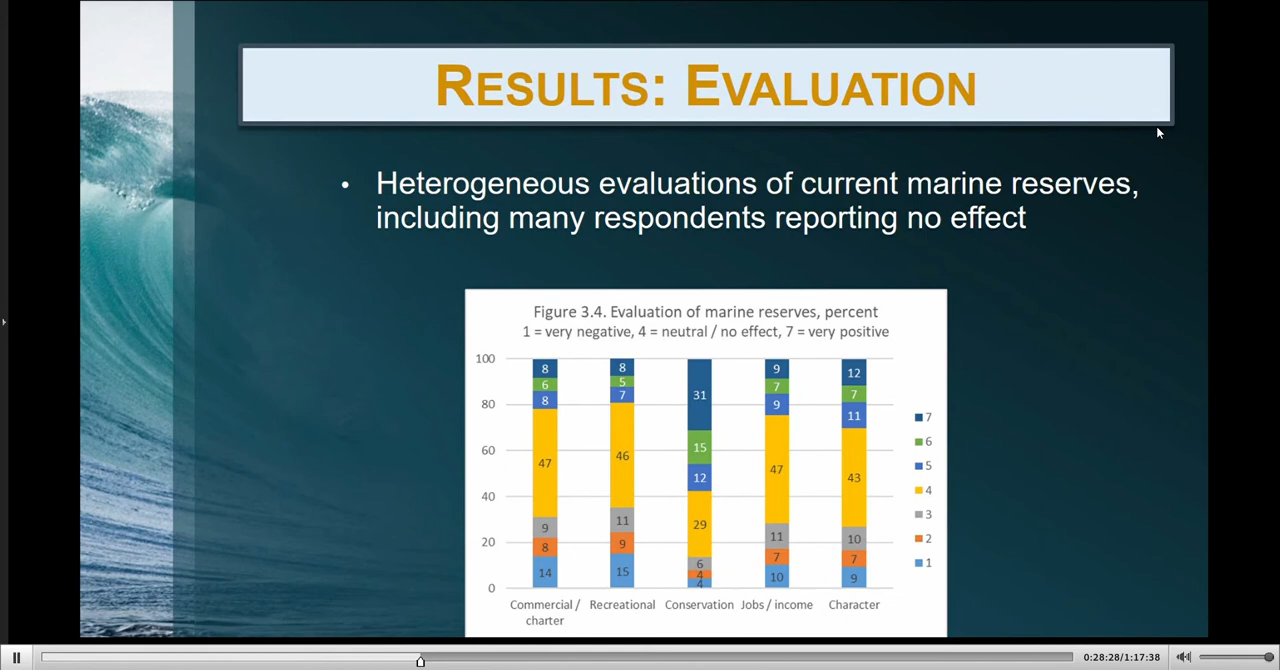 RESULTS: EVALUATION
• Heterogeneous evaluations of current marine reserves,
including many respondents reporting no effect
Figure 3.4. Evaluation of marine reserves, percent
1 = very negative, 4 = neutral / no effect, 7 = very positive
100
80
60
40
20
0
8 8 31 9 12
6 5 15 7 7
8 7 12 9 11
47 46 29 47 43
9 11 6 11 10
8 9 4 7 7
14 15 4 10 9
7
6
5
4
3
2
1
Commercial / Recreational Conservation Jobs / income Character
charter
0:28:28/1:17:38